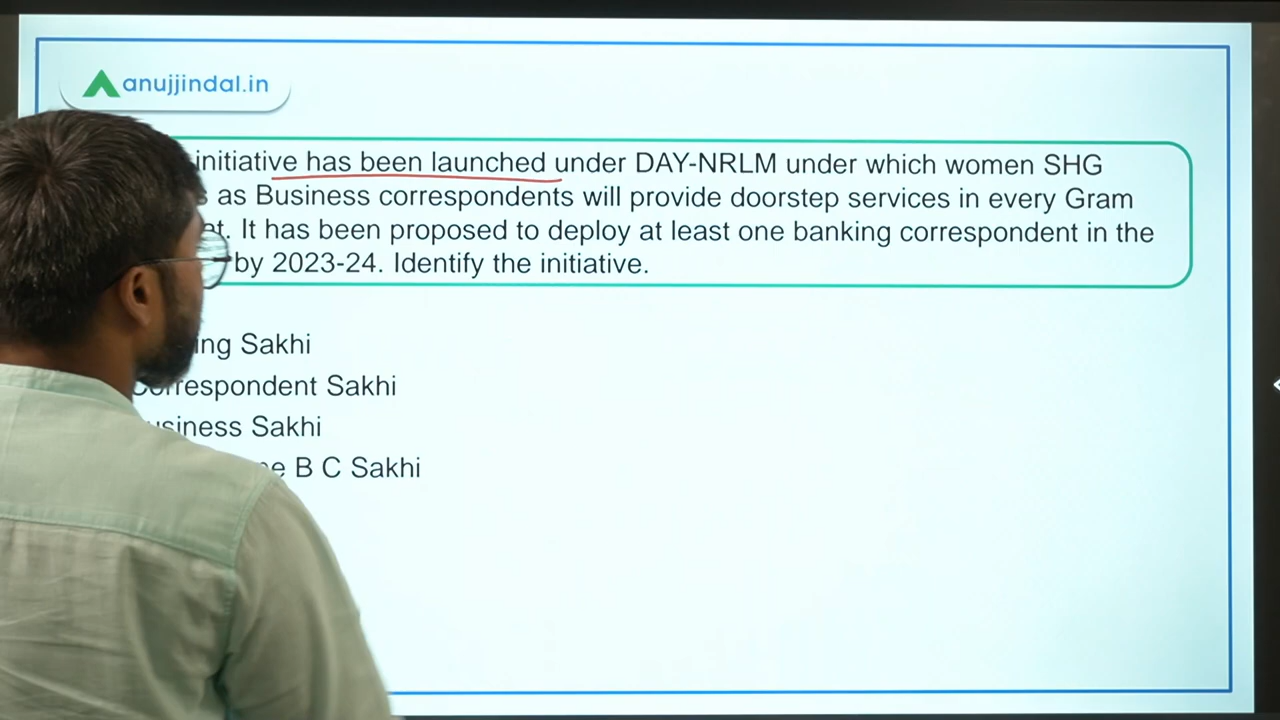 anujjindal.in
initiative has been launched under DAY-NRLM under which women SHG
as Business correspondents will provide doorstep services in every Gram
It has been proposed to deploy at least one banking correspondent in the
by 2023-24. Identify the initiative.
Sakhi
Correspondent Sakhi
Business Sakhi
B C Sakhi